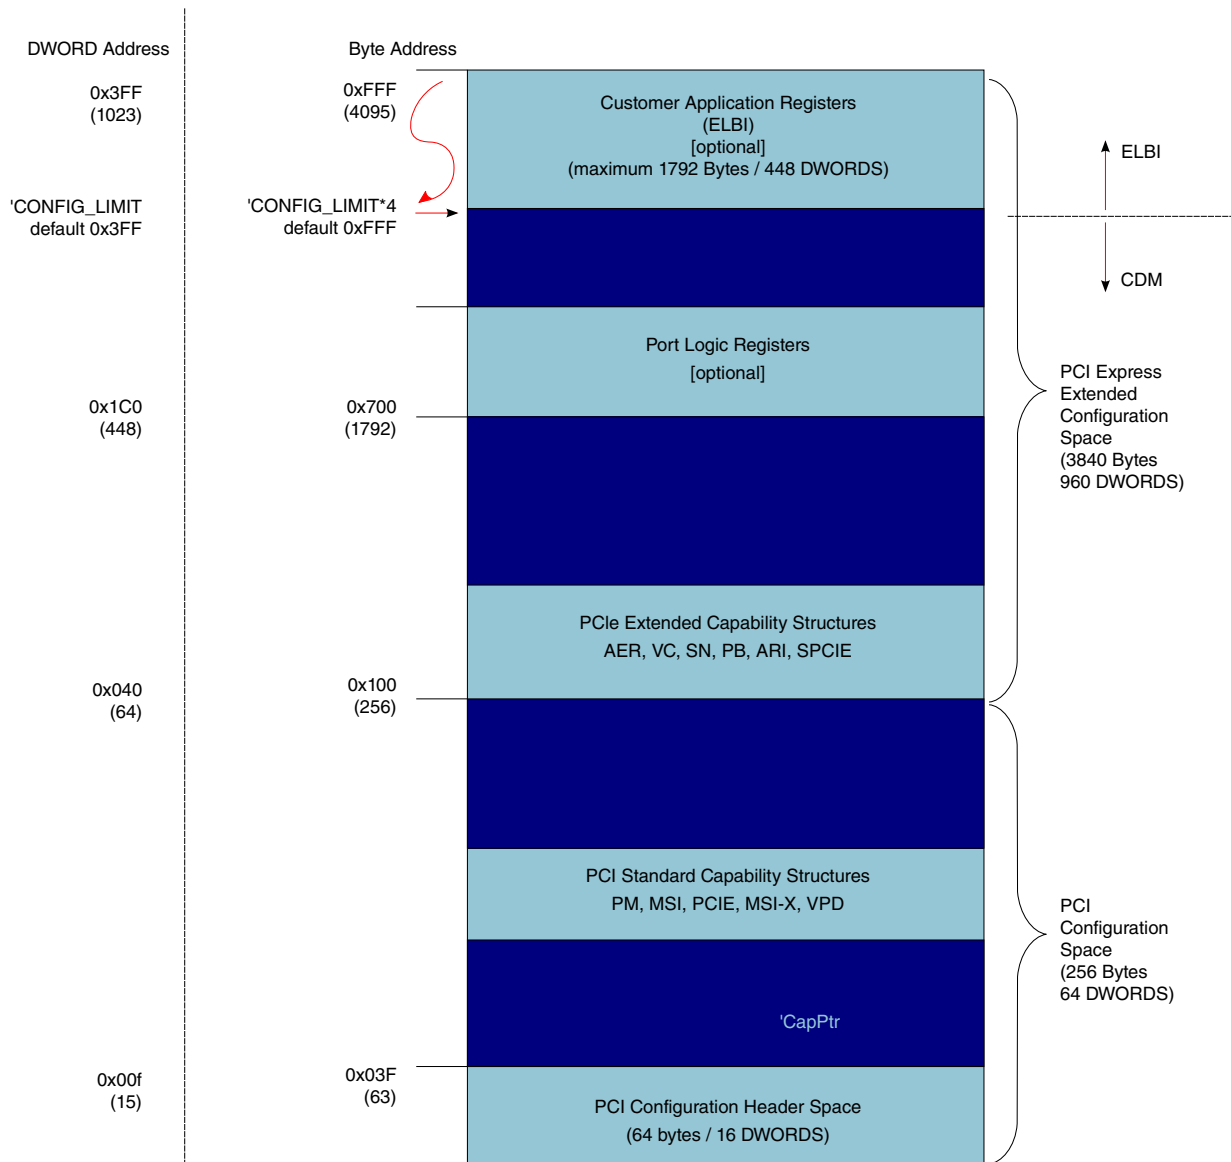 DWORD Address
Byte Address
0x3FF
(1023)
0xFFF
(4095)
Customer Application Registers
(ELBI)
[optional]
(maximum 1792 Bytes / 448 DWORDS)
ELBI
'CONFIG_LIMIT
default 0x3FF
'CONFIG_LIMIT*4
default 0xFFF
CDM
Port Logic Registers
[optional]
PCI Express
Extended
Configuration
Space
(3840 Bytes
960 DWORDS)
0x1C0
(448)
0x700
(1792)
PCIe Extended Capability Structures
AER, VC, SN, PB, ARI, SPCIE
0x040
(64)
0x100
(256)
PCI Standard Capability Structures
PM, MSI, PCIE, MSI-X, VPD
PCI
Configuration
Space
(256 Bytes
64 DWORDS)
'CapPtr
0x00f
(15)
0x03F
(63)
PCI Configuration Header Space
(64 bytes / 16 DWORDS)